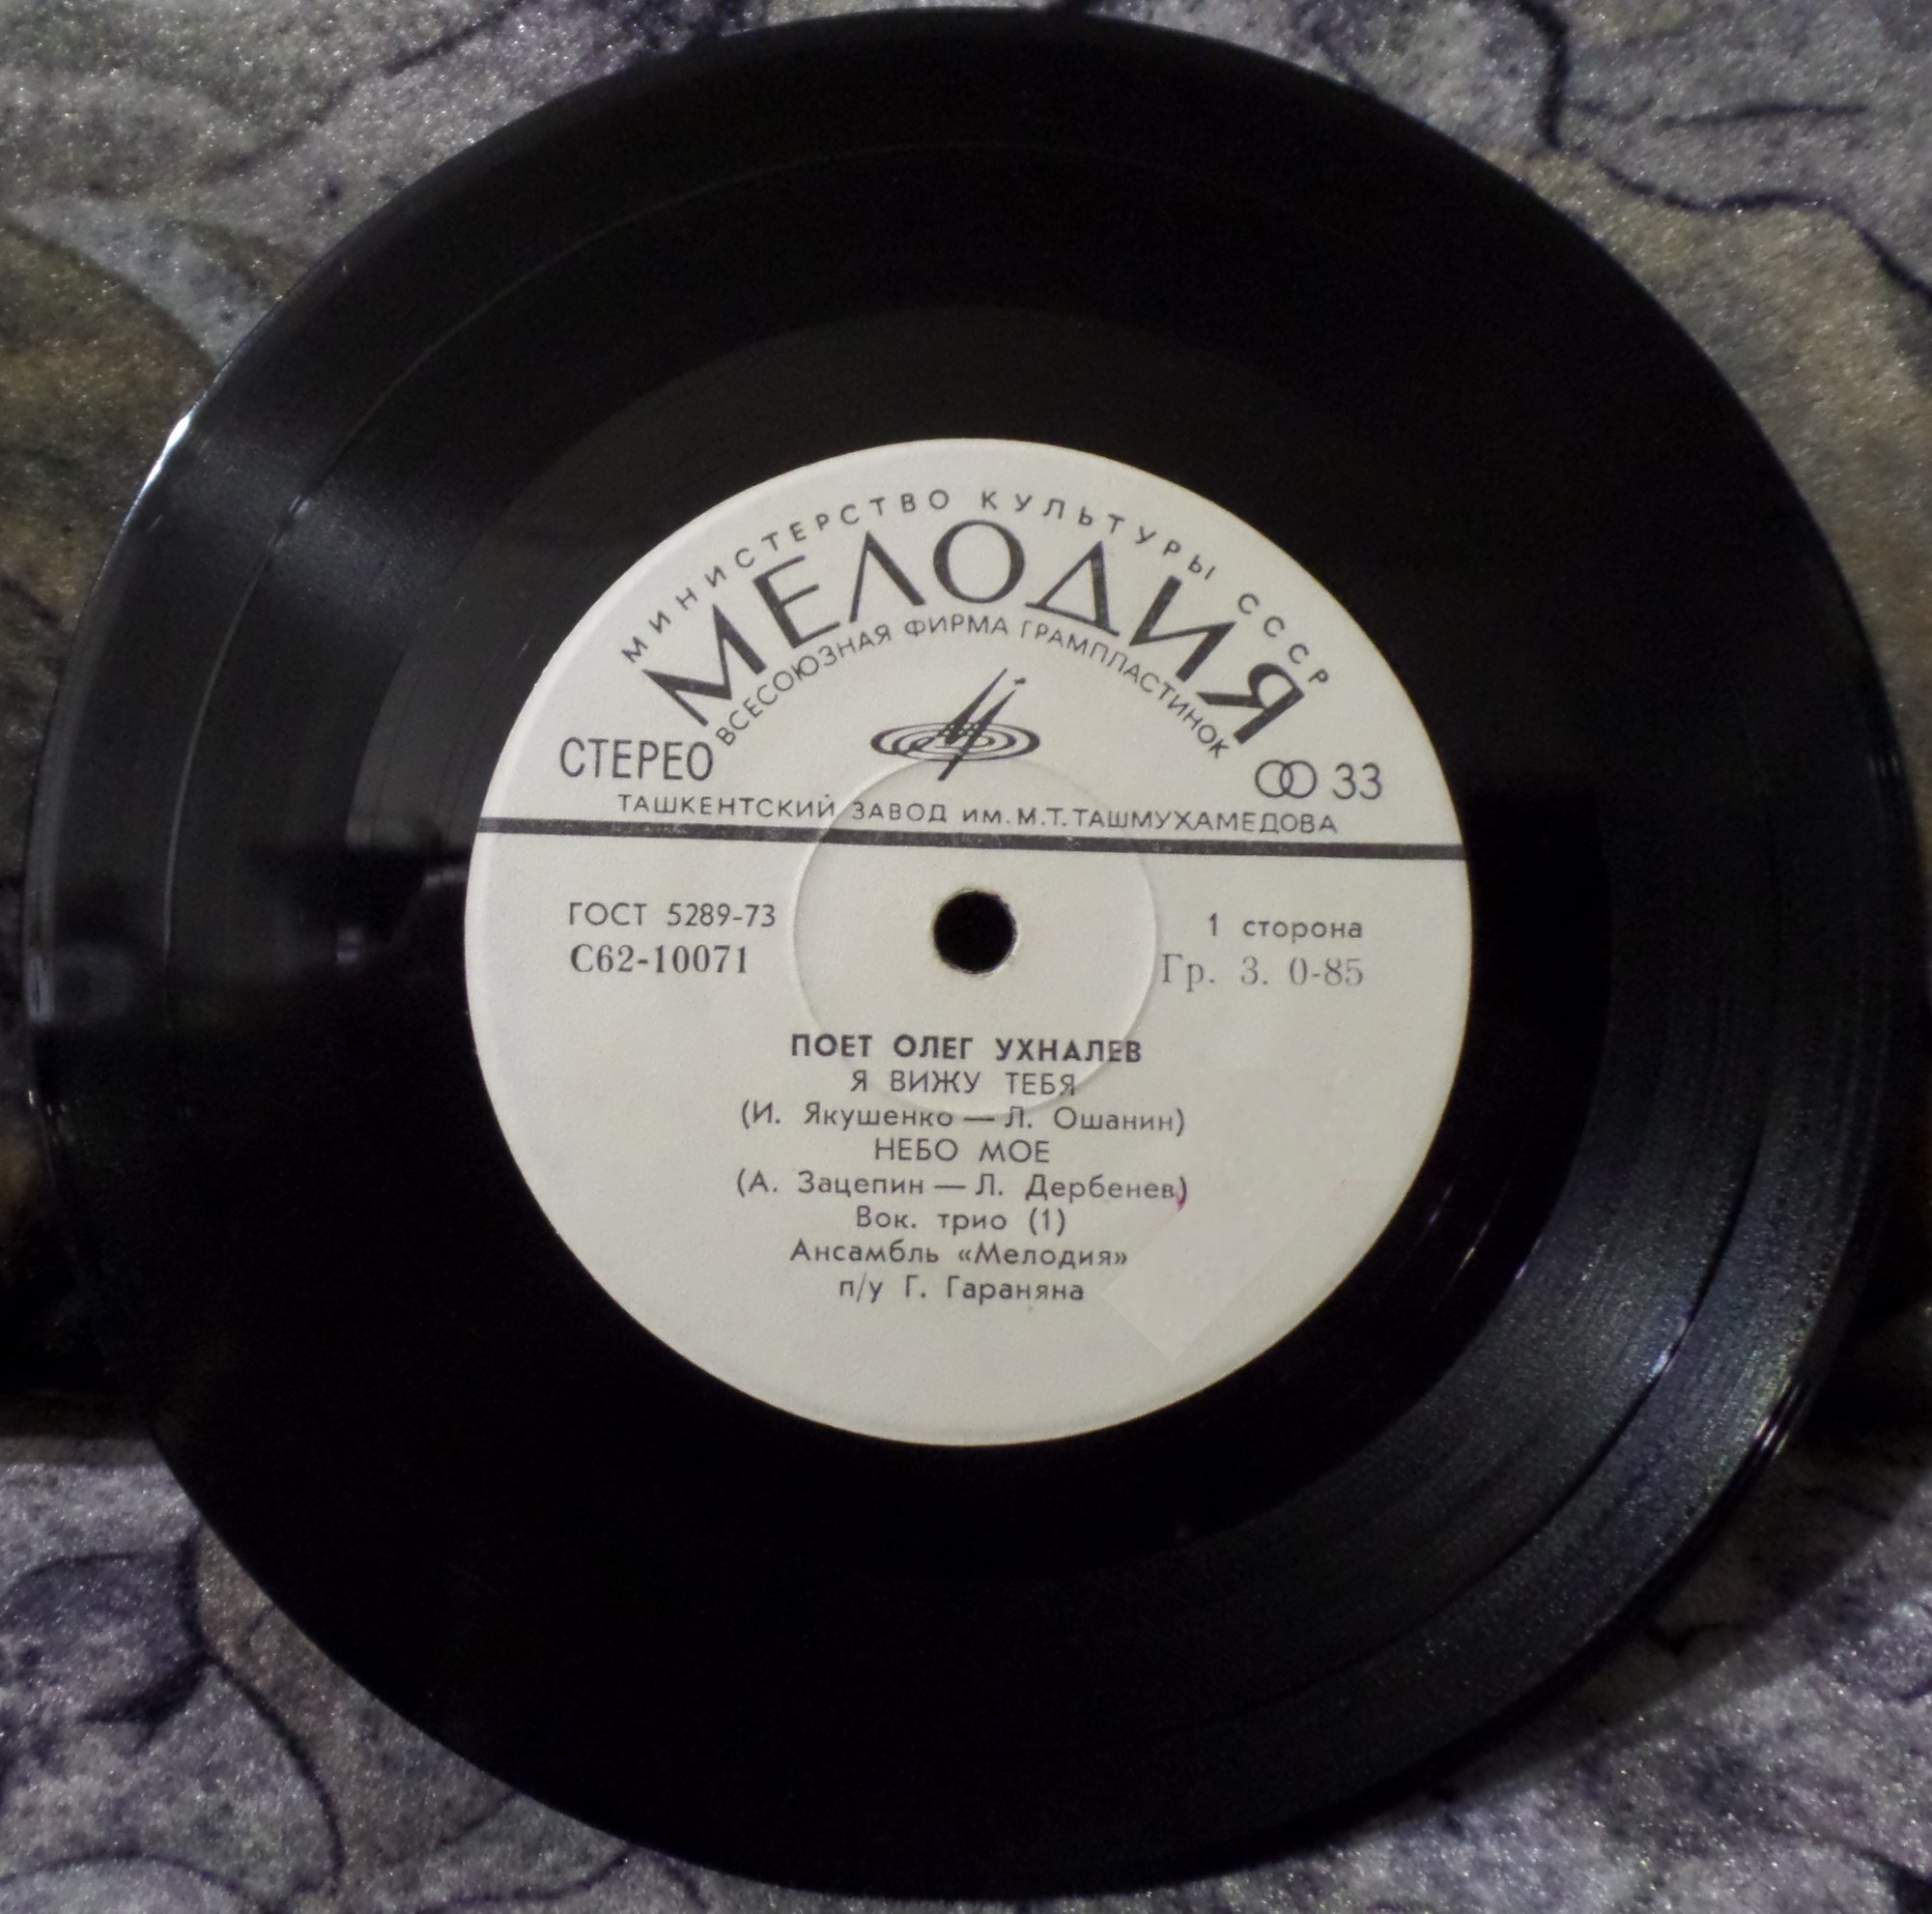 МИНИСТЕРСТВО КУЛЬТУРЫ СССР
МЕЛОДИЯ
ВСЕСОЮЗНАЯ ФИРМА ГРАМПЛАСТИНОК
СТЕРЕО
33
ТАШКЕНТСКИЙ ЗАВОД им. М.Т. ТАШМУХАМЕДОВА
ГОСТ 5289-73
1 сторона
С62-10071
Гр. 3. 0-85
ПОЕТ ОЛЕГ УХНАЛЕВ
Я ВИЖУ ТЕБЯ
(И. Якушенко — Л. Ошанин)
НЕБО МОЕ
(А. Зацепин — Л. Дербенев)
Вок. трио (1)
Ансамбль «Мелодия»
п/у Г. Гараняна